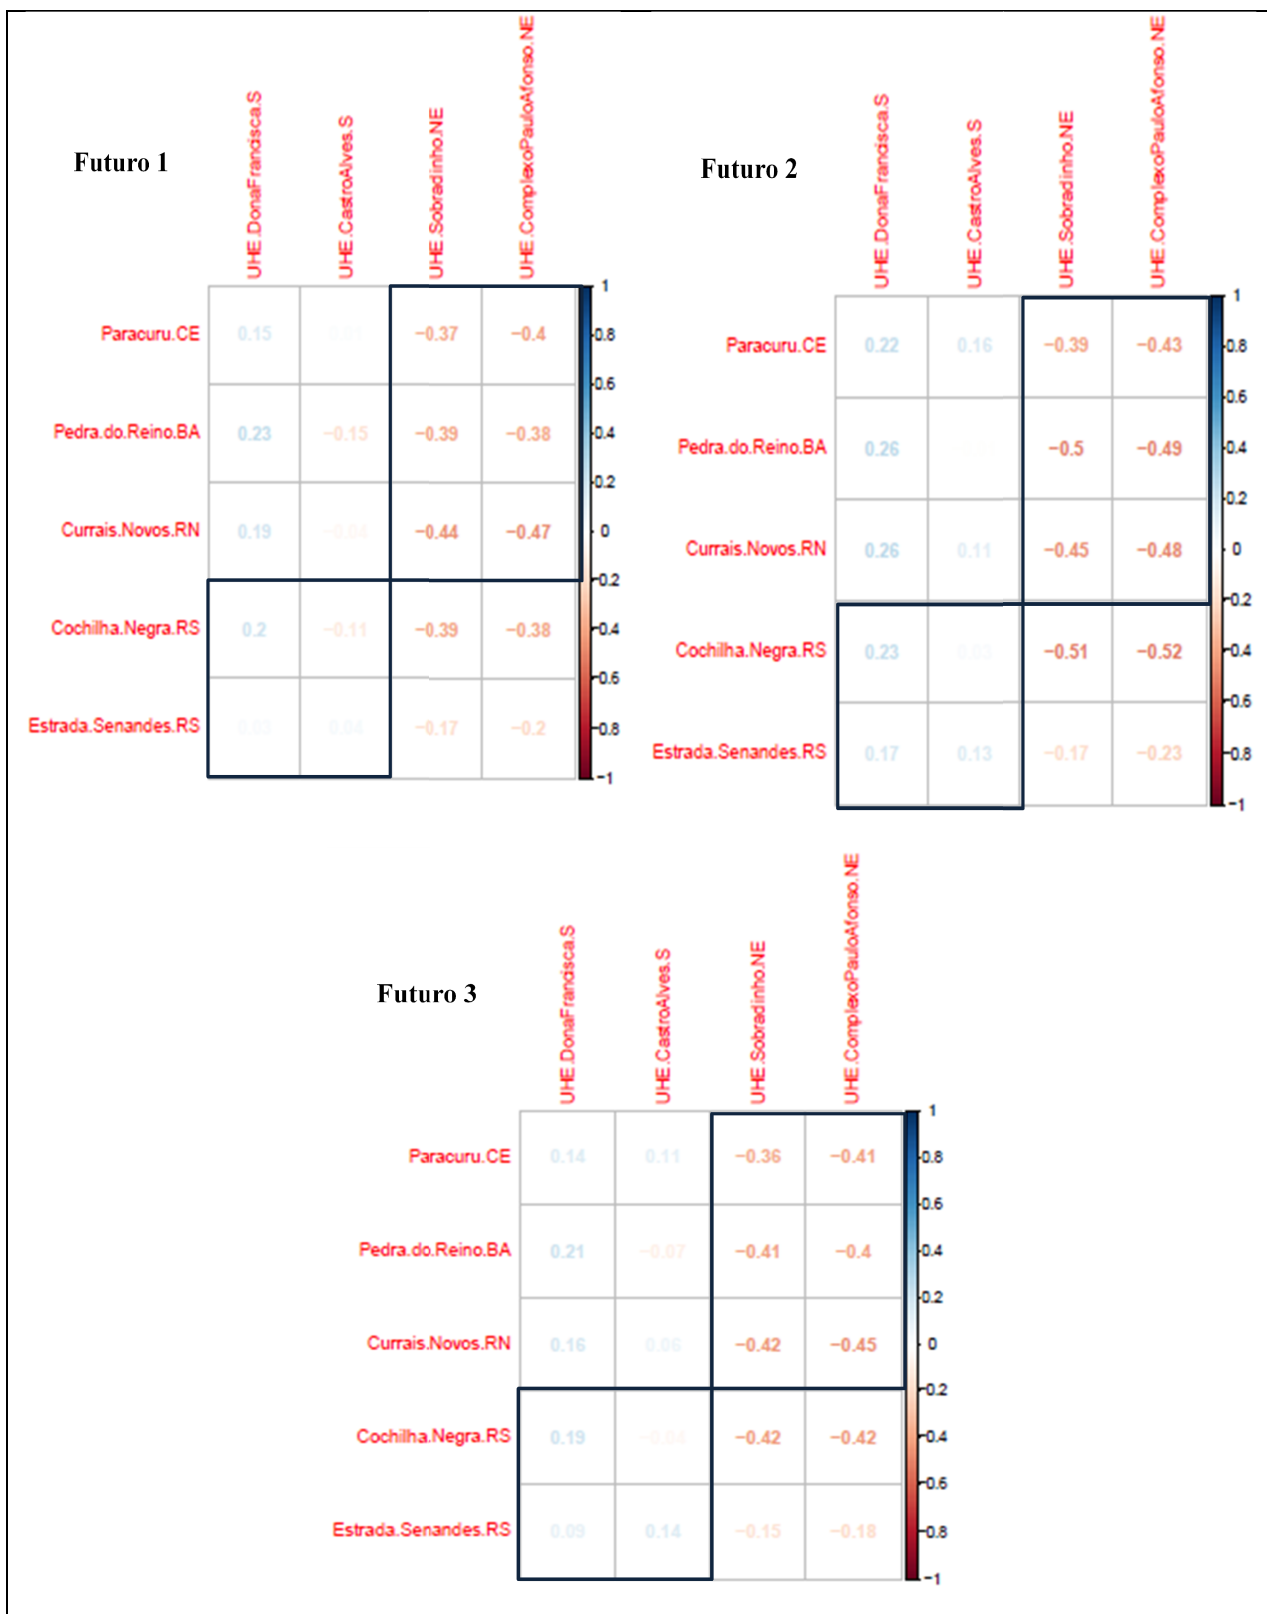 Futuro 1
UHE.DonaFrancisca.S
UHE.CastroAlves.S
UHE.Sobradinho.NE
UHE.ComplexoPauloAfonso.NE
Paracuru.CE 0.15 −0.37 −0.4
Pedra.do.Reino.BA 0.23 −0.15 −0.39 −0.38
Currais.Novos.RN 0.19 −0.04 −0.44 −0.47
Cochilha.Negra.RS 0.2 −0.11 −0.39 −0.38
Estrada.Senandes.RS 0.03 0.04 −0.17 −0.2
1
0.8
0.6
0.4
0.2
0
−0.2
−0.4
−0.6
−0.8
−1
Futuro 2
UHE.DonaFrancisca.S
UHE.CastroAlves.S
UHE.Sobradinho.NE
UHE.ComplexoPauloAfonso.NE
Paracuru.CE 0.22 0.16 −0.39 −0.43
Pedra.do.Reino.BA 0.26 −0.5 −0.49
Currais.Novos.RN 0.26 0.11 −0.45 −0.48
Cochilha.Negra.RS 0.23 0.03 −0.51 −0.52
Estrada.Senandes.RS 0.17 0.13 −0.17 −0.23
1
0.8
0.6
0.4
0.2
0
−0.2
−0.4
−0.6
−0.8
−1
Futuro 3
UHE.DonaFrancisca.S
UHE.CastroAlves.S
UHE.Sobradinho.NE
UHE.ComplexoPauloAfonso.NE
Paracuru.CE 0.14 0.11 −0.36 −0.41
Pedra.do.Reino.BA 0.21 −0.07 −0.41 −0.4
Currais.Novos.RN 0.16 0.06 −0.42 −0.45
Cochilha.Negra.RS 0.19 −0.04 −0.42 −0.42
Estrada.Senandes.RS 0.09 0.14 −0.15 −0.18
1
0.8
0.6
0.4
0.2
0
−0.2
−0.4
−0.6
−0.8
−1